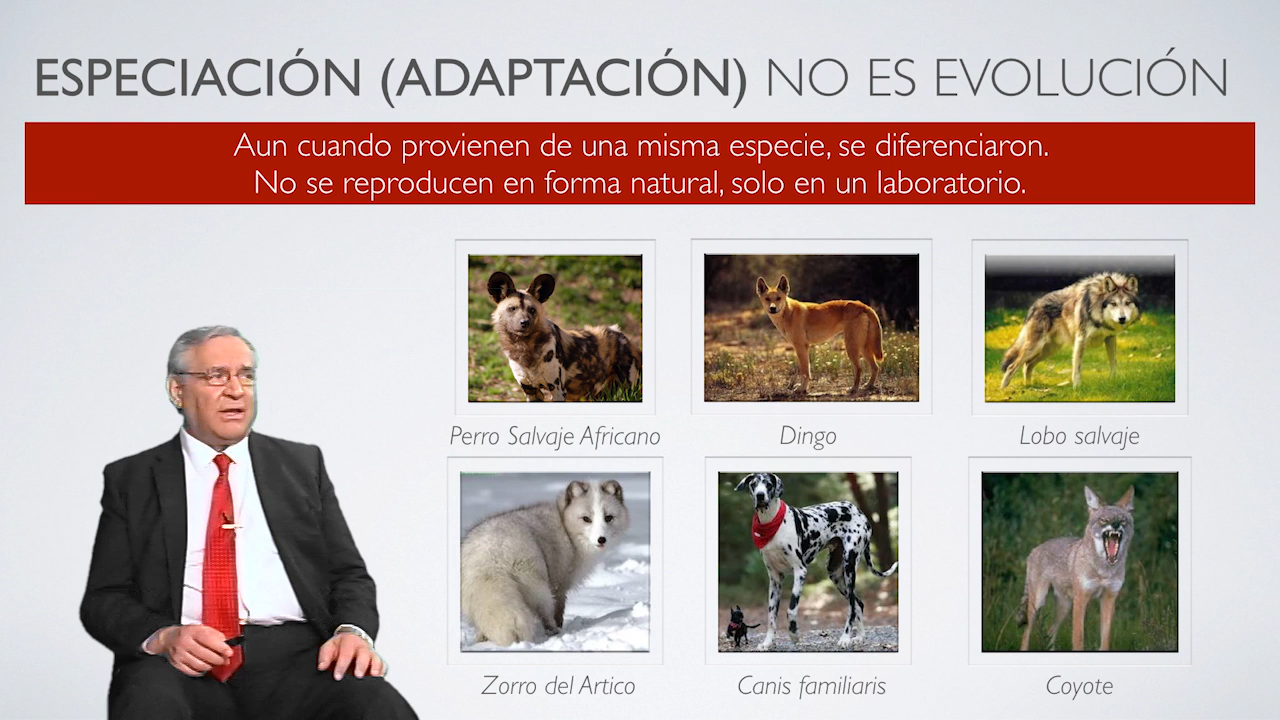 ESPECIACIÓN (ADAPTACIÓN) NO ES EVOLUCIÓN
Aun cuando provienen de una misma especie, se diferenciaron.
No se reproducen en forma natural, solo en un laboratorio.
Perro Salvaje Africano
Dingo
Lobo salvaje
Zorro del Artico
Canis familiaris
Coyote